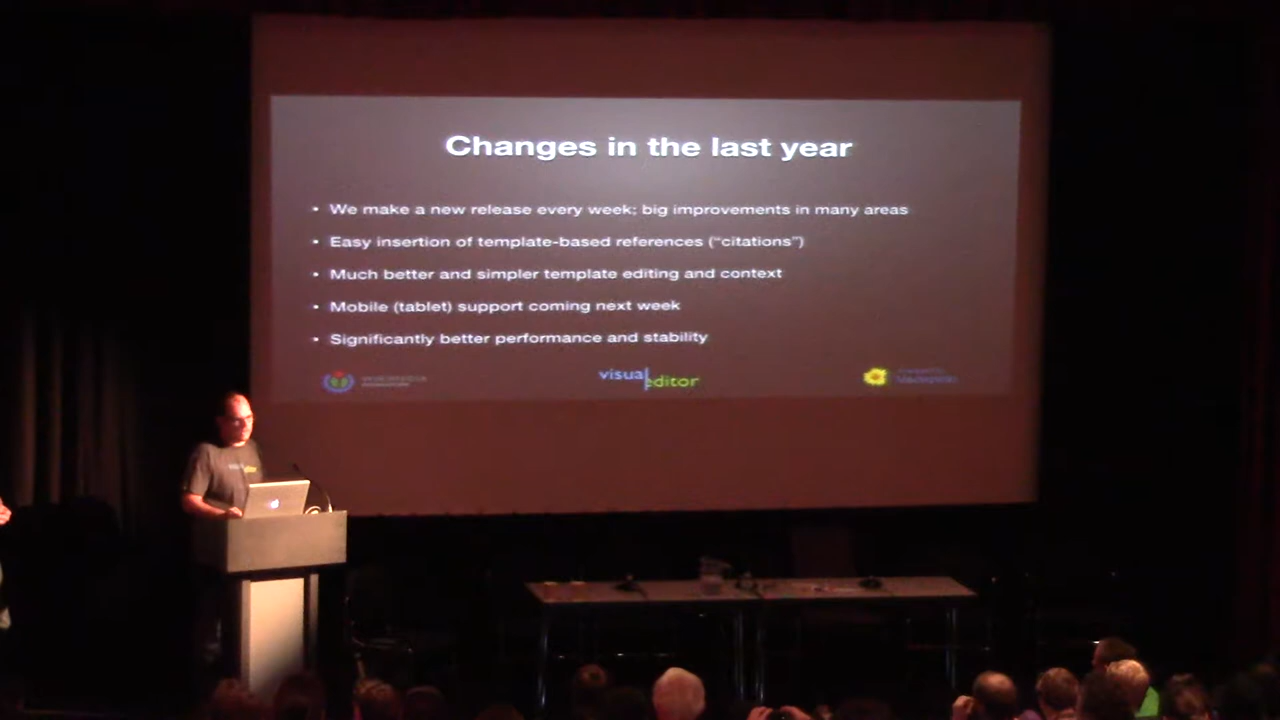 Changes in the last year
• We make a new release every week; big improvements in many areas
• Easy insertion of template-based references (“citations”)
• Much better and simpler template editing and context
• Mobile (tablet) support coming next week
• Significantly better performance and stability
visual editor